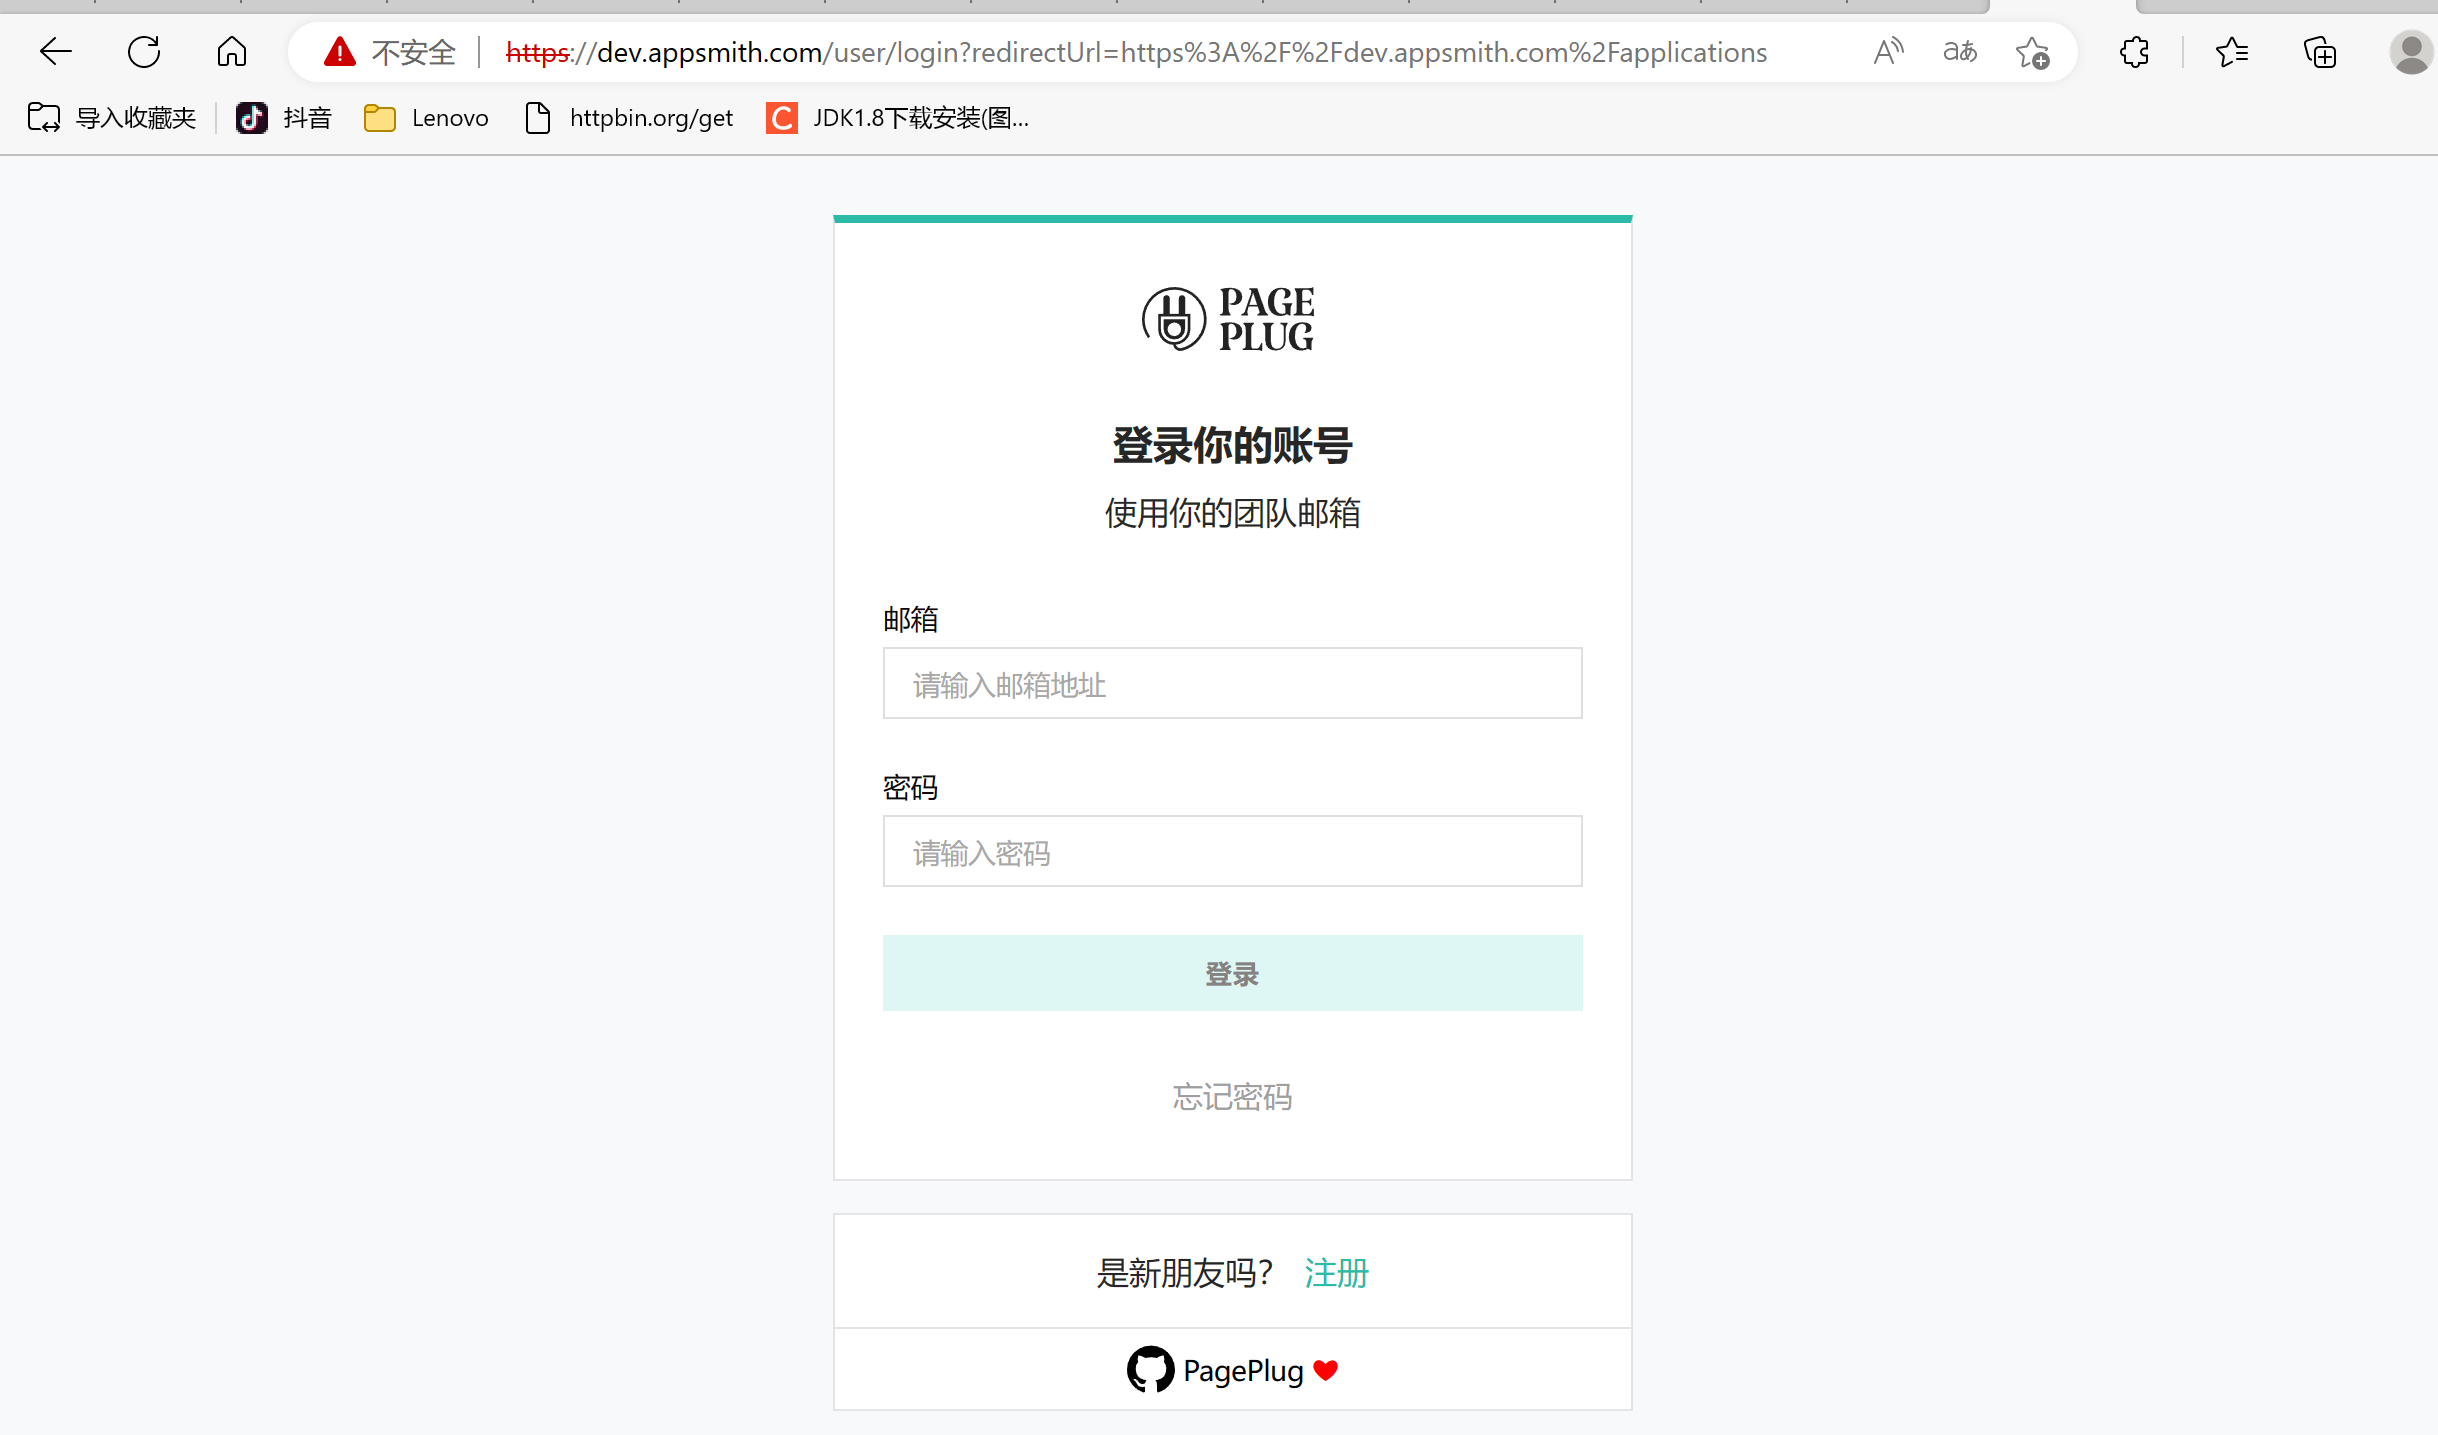 不安全 https://dev.appsmith.com/user/login?redirectUrl=https%3A%2F%2Fdev.appsmith.com%2Fapplications
导入收藏夹 抖音 Lenovo httpbin.org/get JDK1.8下载安装(图...
PAGE
PLUG
登录你的账号
使用你的团队邮箱
邮箱
请输入邮箱地址
密码
请输入密码
登录
忘记密码
是新朋友吗？ 注册
PagePlug